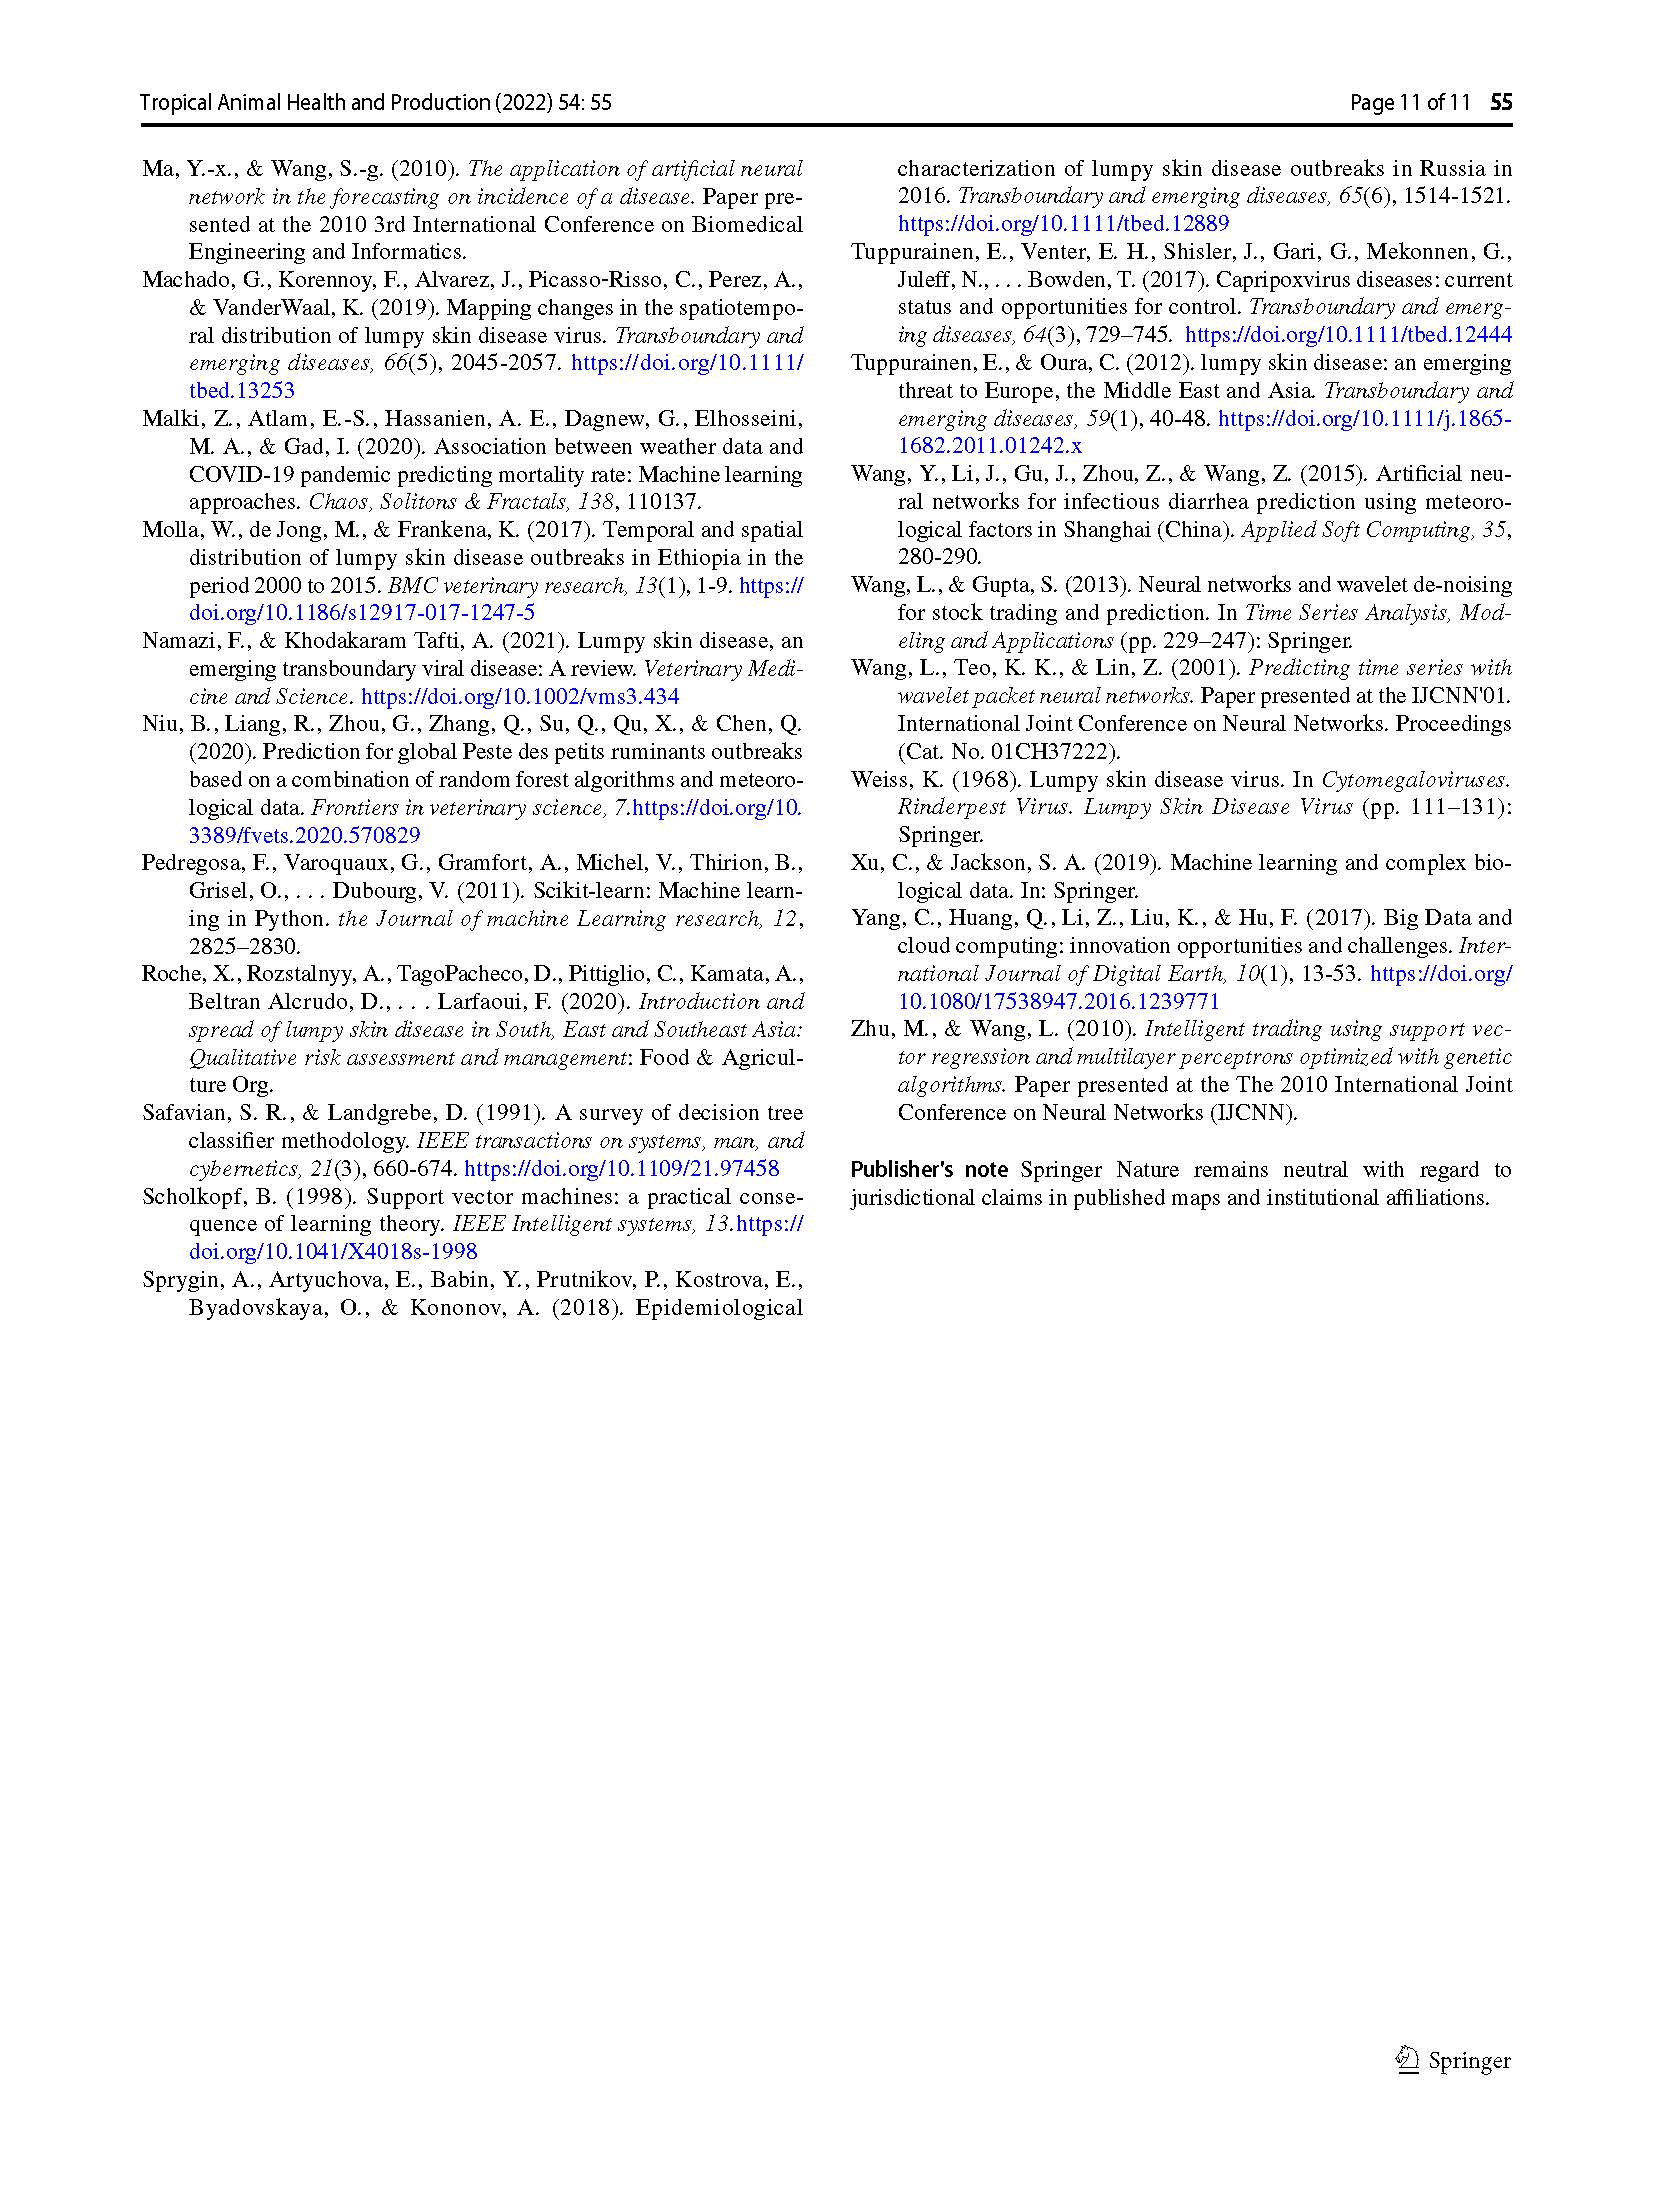 Tropical Animal Health and Production (2022) 54: 55
Page 11 of 11 55
Ma, Y.-x., & Wang, S.-g. (2010). The application of artificial neural
network in the forecasting on incidence of a disease. Paper pre-
sented at the 2010 3rd International Conference on Biomedical
Engineering and Informatics.
Machado, G., Korennoy, F., Alvarez, J., Picasso-Risso, C., Perez, A.,
& VanderWaal, K. (2019). Mapping changes in the spatiotempo-
ral distribution of lumpy skin disease virus. Transboundary and
emerging diseases, 66(5), 2045-2057. https://doi.org/10.1111/
tbed.13253
Malki, Z., Atlam, E.-S., Hassanien, A. E., Dagnew, G., Elhosseini,
M. A., & Gad, I. (2020). Association between weather data and
COVID-19 pandemic predicting mortality rate: Machine learning
approaches. Chaos, Solitons & Fractals, 138, 110137.
Molla, W., de Jong, M., & Frankena, K. (2017). Temporal and spatial
distribution of lumpy skin disease outbreaks in Ethiopia in the
period 2000 to 2015. BMC veterinary research, 13(1), 1-9. https://
doi.org/10.1186/s12917-017-1247-5
Namazi, F., & Khodakaram Tafti, A. (2021). Lumpy skin disease, an
emerging transboundary viral disease: A review. Veterinary Medi-
cine and Science. https://doi.org/10.1002/vms3.434
Niu, B., Liang, R., Zhou, G., Zhang, Q., Su, Q., Qu, X., & Chen, Q.
(2020). Prediction for global Peste des petits ruminants outbreaks
based on a combination of random forest algorithms and meteoro-
logical data. Frontiers in veterinary science, 7.https://doi.org/10.
3389/fvets.2020.570829
Pedregosa, F., Varoquaux, G., Gramfort, A., Michel, V., Thirion, B.,
Grisel, O., . . . Dubourg, V. (2011). Scikit-learn: Machine learn-
ing in Python. the Journal of machine Learning research, 12,
2825–2830.
Roche, X., Rozstalnyy, A., TagoPacheco, D., Pittiglio, C., Kamata, A.,
Beltran Alcrudo, D., . . . Larfaoui, F. (2020). Introduction and
spread of lumpy skin disease in South, East and Southeast Asia:
Qualitative risk assessment and management: Food & Agricul-
ture Org.
Safavian, S. R., & Landgrebe, D. (1991). A survey of decision tree
classifier methodology. IEEE transactions on systems, man, and
cybernetics, 21(3), 660-674. https://doi.org/10.1109/21.97458
Scholkopf, B. (1998). Support vector machines: a practical conse-
quence of learning theory. IEEE Intelligent systems, 13.https://
doi.org/10.1041/X4018s-1998
Sprygin, A., Artyuchova, E., Babin, Y., Prutnikov, P., Kostrova, E.,
Byadovskaya, O., & Kononov, A. (2018). Epidemiological
characterization of lumpy skin disease outbreaks in Russia in
2016. Transboundary and emerging diseases, 65(6), 1514-1521.
https://doi.org/10.1111/tbed.12889
Tuppurainen, E., Venter, E. H., Shisler, J., Gari, G., Mekonnen, G.,
Juleff, N., . . . Bowden, T. (2017). Capripoxvirus diseases: current
status and opportunities for control. Transboundary and emerg-
ing diseases, 64(3), 729–745. https://doi.org/10.1111/tbed.12444
Tuppurainen, E., & Oura, C. (2012). lumpy skin disease: an emerging
threat to Europe, the Middle East and Asia. Transboundary and
emerging diseases, 59(1), 40-48. https://doi.org/10.1111/j.1865-
1682.2011.01242.x
Wang, Y., Li, J., Gu, J., Zhou, Z., & Wang, Z. (2015). Artificial neu-
ral networks for infectious diarrhea prediction using meteoro-
logical factors in Shanghai (China). Applied Soft Computing, 35,
280-290.
Wang, L., & Gupta, S. (2013). Neural networks and wavelet de-noising
for stock trading and prediction. In Time Series Analysis, Mod-
eling and Applications (pp. 229–247): Springer.
Wang, L., Teo, K. K., & Lin, Z. (2001). Predicting time series with
wavelet packet neural networks. Paper presented at the IJCNN'01.
International Joint Conference on Neural Networks. Proceedings
(Cat. No. 01CH37222).
Weiss, K. (1968). Lumpy skin disease virus. In Cytomegaloviruses.
Rinderpest Virus. Lumpy Skin Disease Virus (pp. 111–131):
Springer.
Xu, C., & Jackson, S. A. (2019). Machine learning and complex bio-
logical data. In: Springer.
Yang, C., Huang, Q., Li, Z., Liu, K., & Hu, F. (2017). Big Data and
cloud computing: innovation opportunities and challenges. Inter-
national Journal of Digital Earth, 10(1), 13-53. https://doi.org/
10.1080/17538947.2016.1239771
Zhu, M., & Wang, L. (2010). Intelligent trading using support vec-
tor regression and multilayer perceptrons optimized with genetic
algorithms. Paper presented at the The 2010 International Joint
Conference on Neural Networks (IJCNN).
Publisher's note Springer Nature remains neutral with regard to
jurisdictional claims in published maps and institutional affiliations.
Springer